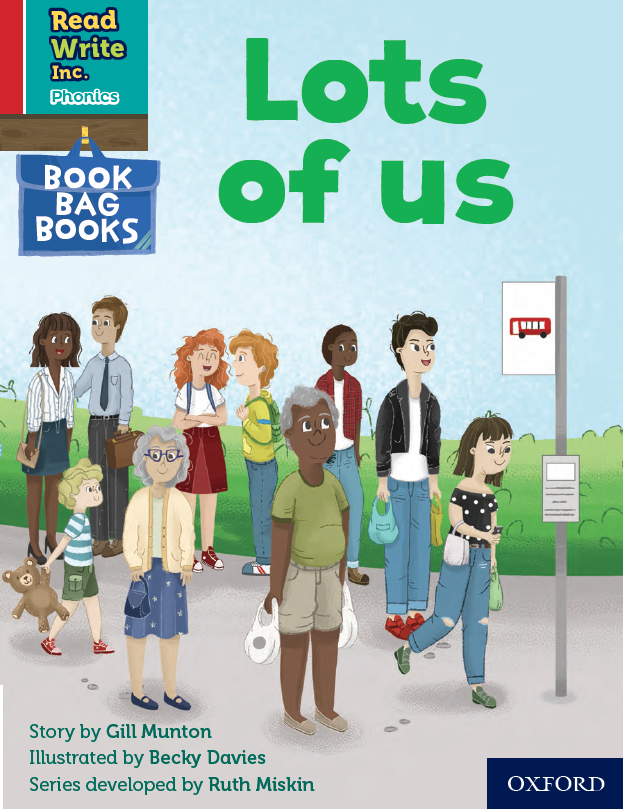 Read
Write
Inc.
Phonics
BOOK
BAG
BOOKS
Lots
of us
Story by Gill Munton
Illustrated by Becky Davies
Series developed by Ruth Miskin
OXFORD